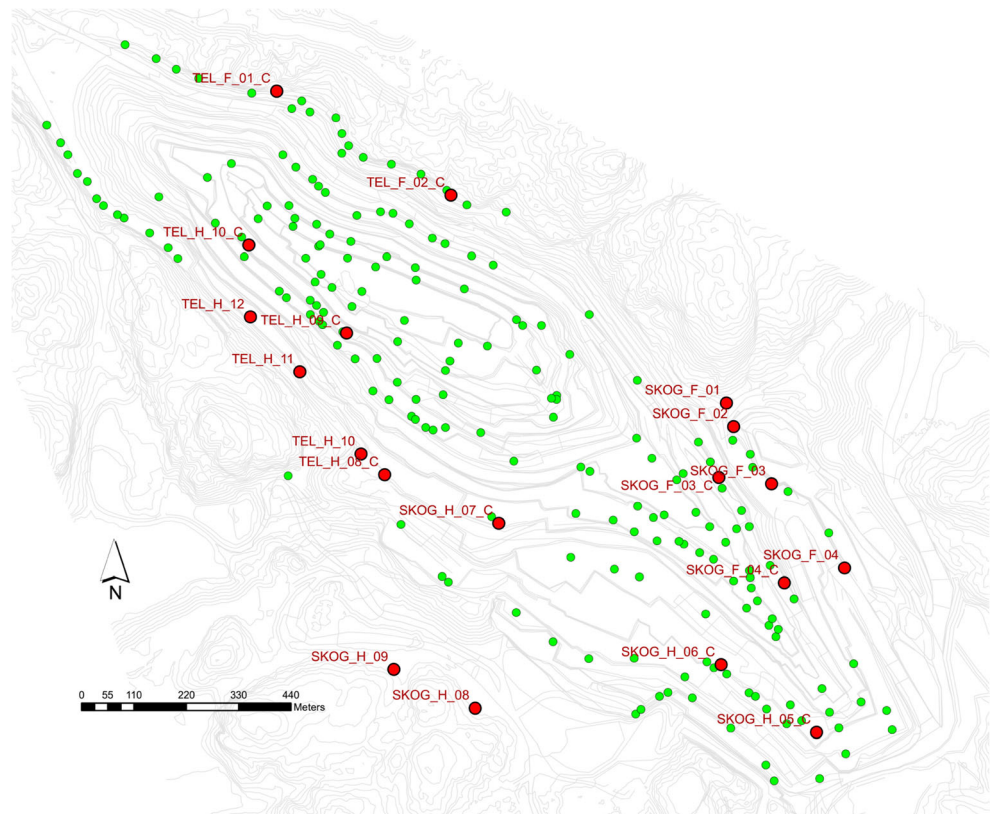 TEL_F_01_C
TEL_F_02_C
TEL_H_10_C
TEL_H_12
TEL_H_09_C
TEL_H_11
SKOG_F_01
SKOG_F_02
TEL_H_10
TEL_H_08_C
SKOG_F_03
SKOG_F_03_C
SKOG_H_07_C
SKOG_F_04
SKOG_F_04_C
N
SKOG_H_06_C
SKOG_H_09
SKOG_H_08
0 55 110 220 330 440
Meters
SKOG_H_05_C